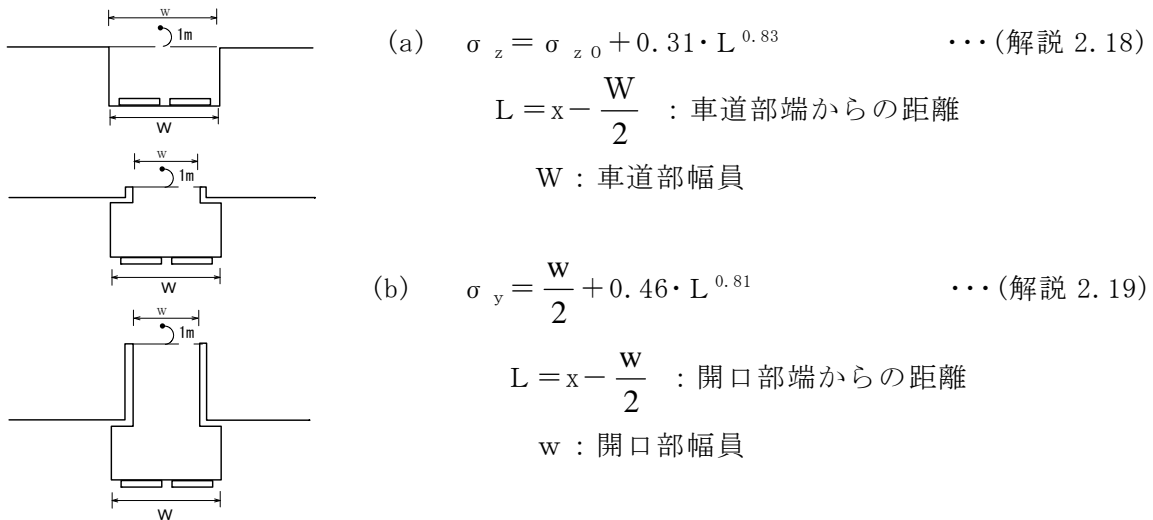 w
1m
W
w
1m
W
w
1m
W
(a) σz＝σz0＋0.31・L^0.83 ・・・(解説 2.18)
L＝x－W/2 ：車道部端からの距離
W：車道部幅員
(b) σy＝w/2＋0.46・L^0.81 ・・・(解説 2.19)
L＝x－w/2 ：開口部端からの距離
w：開口部幅員